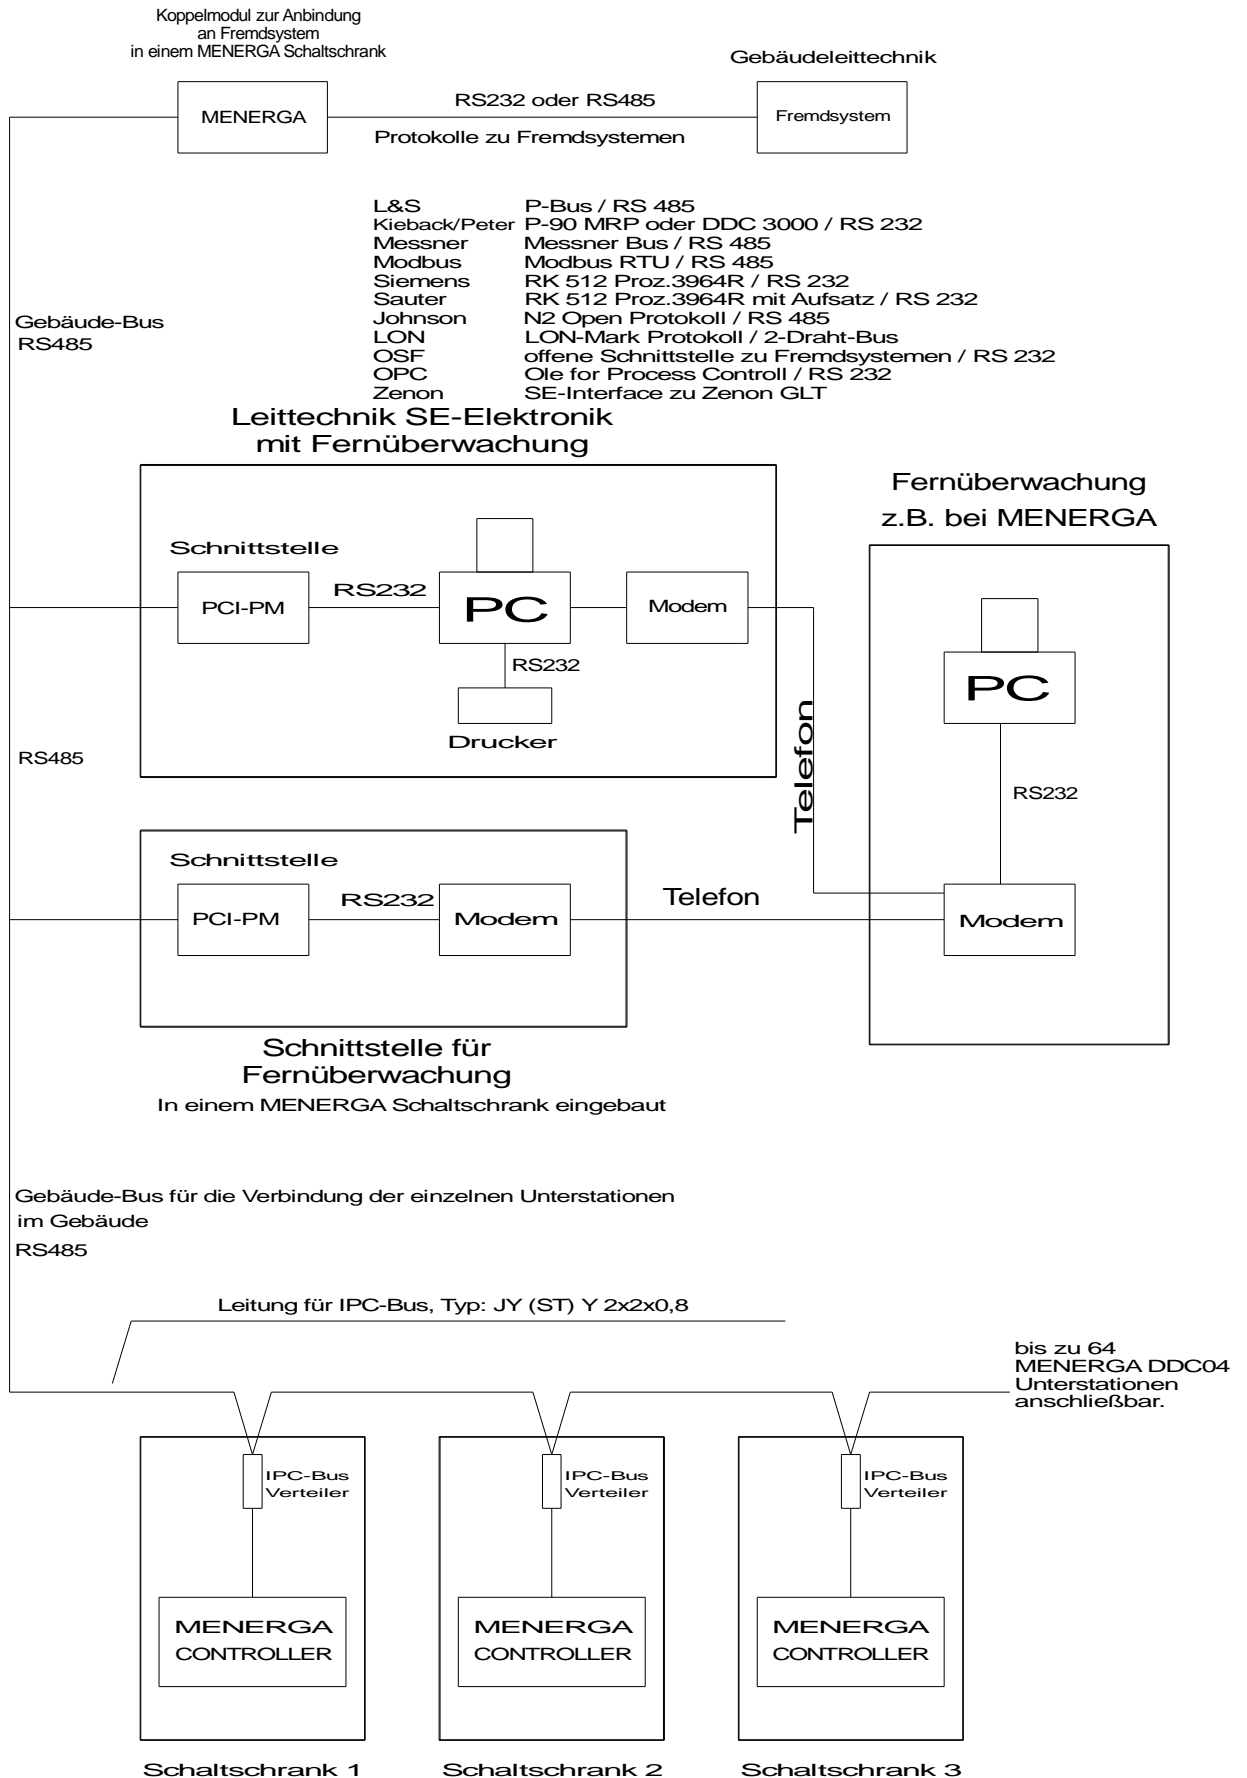 Koppelmodul zur Anbindung
an Fremdsystem
in einem MENERGA Schaltschrank
Gebäudeleittechnik
MENERGA
RS232 oder RS485
Protokolle zu Fremdsystemen
Fremdsystem
L&S P-Bus / RS 485
Kieback/Peter P-90 MRP oder DDC 3000 / RS 232
Messner Messner Bus / RS 485
Modbus Modbus RTU / RS 485
Siemens RK 512 Proz.3964R / RS 232
Sauter RK 512 Proz.3964R mit Aufsatz / RS 232
Johnson N2 Open Protokoll / RS 485
LON LON-Mark Protokoll / 2-Draht-Bus
OSF offene Schnittstelle zu Fremdsystemen / RS 232
OPC Ole for Process Controll / RS 232
Zenon SE-Interface zu Zenon GLT
Gebäude-Bus
RS485
Leittechnik SE-Elektronik
mit Fernüberwachung
Schnittstelle
PCI-PM
RS232
PC
Modem
RS232
Drucker
Fernüberwachung
z.B. bei MENERGA
PC
RS232
Modem
Telefon
RS485
Schnittstelle
PCI-PM
RS232
Modem
Telefon
Schnittstelle für
Fernüberwachung
In einem MENERGA Schaltschrank eingebaut
Gebäude-Bus für die Verbindung der einzelnen Unterstationen
im Gebäude
RS485
Leitung für IPC-Bus, Typ: JY (ST) Y 2x2x0,8
bis zu 64
MENERGA DDC04
Unterstationen
anschließbar.
IPC-Bus
Verteiler
MENERGA
CONTROLLER
Schaltschrank 1
IPC-Bus
Verteiler
MENERGA
CONTROLLER
Schaltschrank 2
IPC-Bus
Verteiler
MENERGA
CONTROLLER
Schaltschrank 3